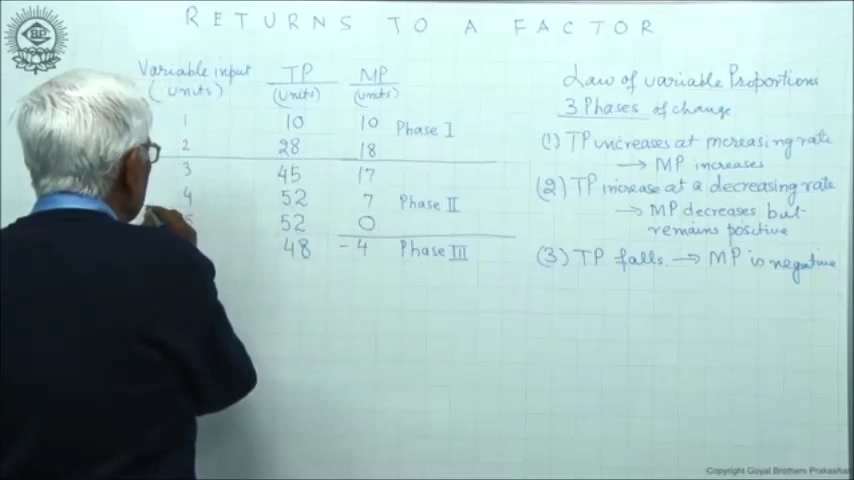 RETURNS TO A FACTOR
Variable input TP MP
(units) (units) (units)
1 10 10 Phase I
2 28 18
3 45 17
4 52 7 Phase II
5 52 0
48 -4 Phase III
Law of variable Proportions
3 Phases of change
(1) TP increases at increasing rate
→ MP increases
(2) TP increase at a decreasing rate
→ MP decreases but
remains positive
(3) TP falls. → MP is negative
Copyright Goyal Brothers Prakashan